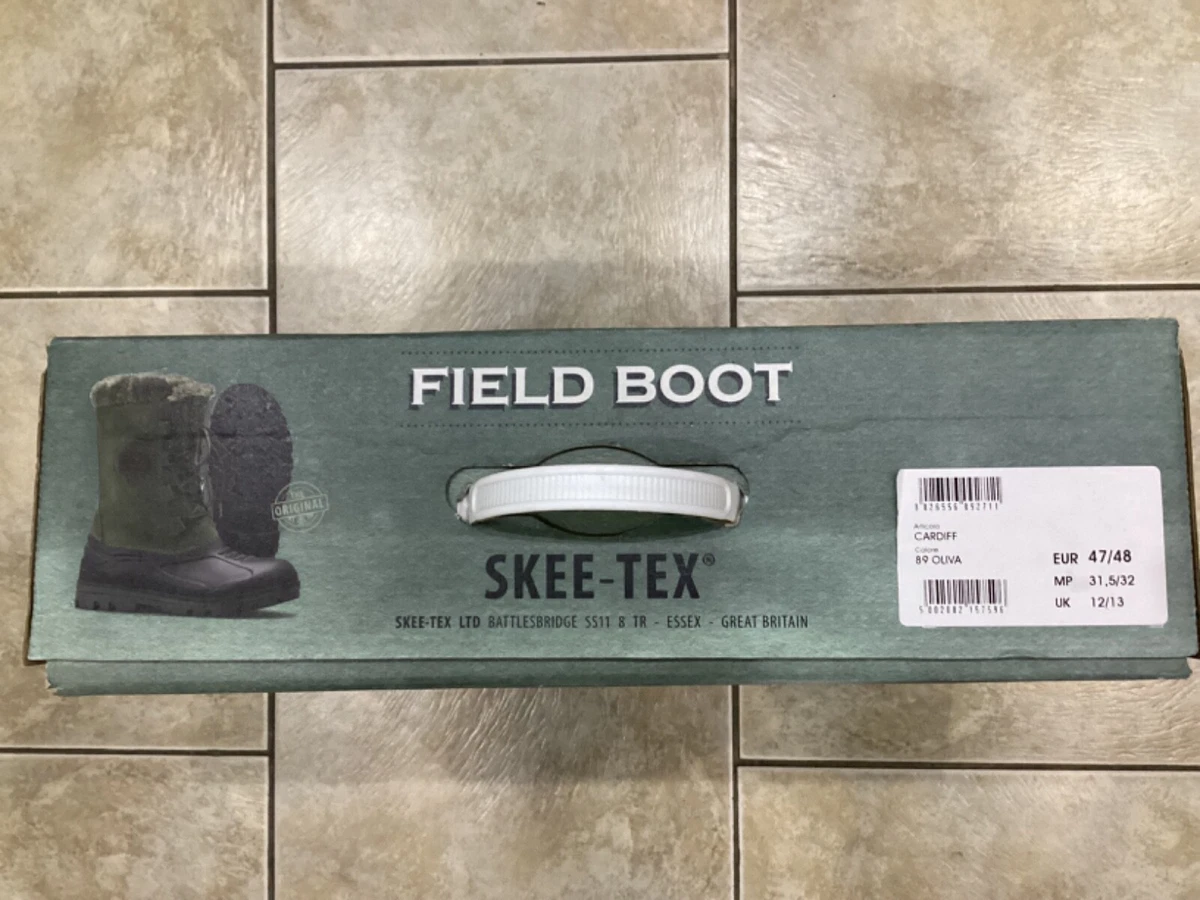 FIELD BOOT
THE
ORIGINAL
SKEE-TEX®
SKEE-TEX LTD BATTLESBRIDGE SS11 8 TR - ESSEX - GREAT BRITAIN
Articolo
CARDIFF
Colore
89 OLIVA
EUR 47/48
MP 31,5/32
UK 12/13